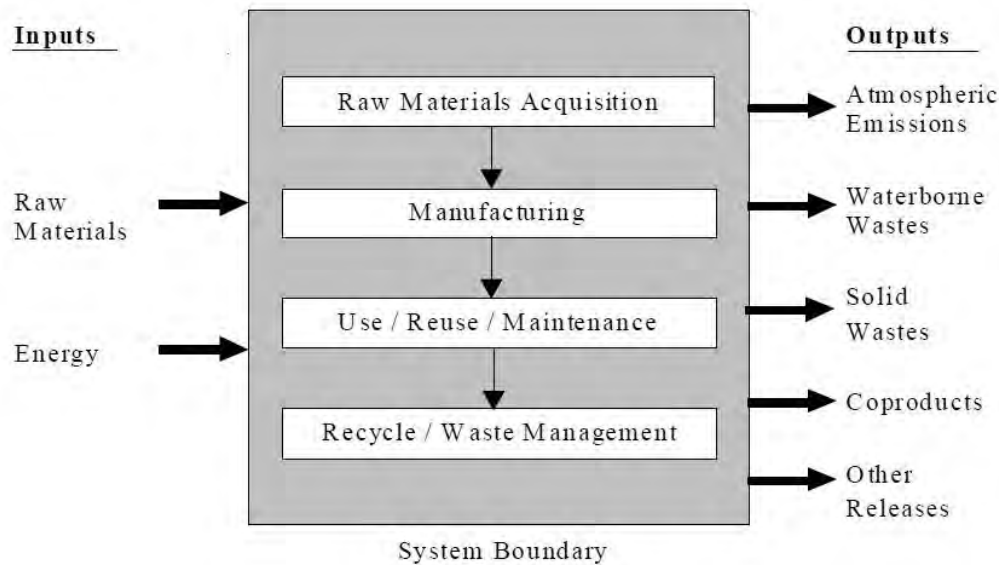 Inputs
Raw
Materials
Energy
Raw Materials Acquisition
Manufacturing
Use / Reuse / Maintenance
Recycle / Waste Management
System Boundary
Outputs
Atmospheric
Emissions
Waterborne
Wastes
Solid
Wastes
Coproducts
Other
Releases